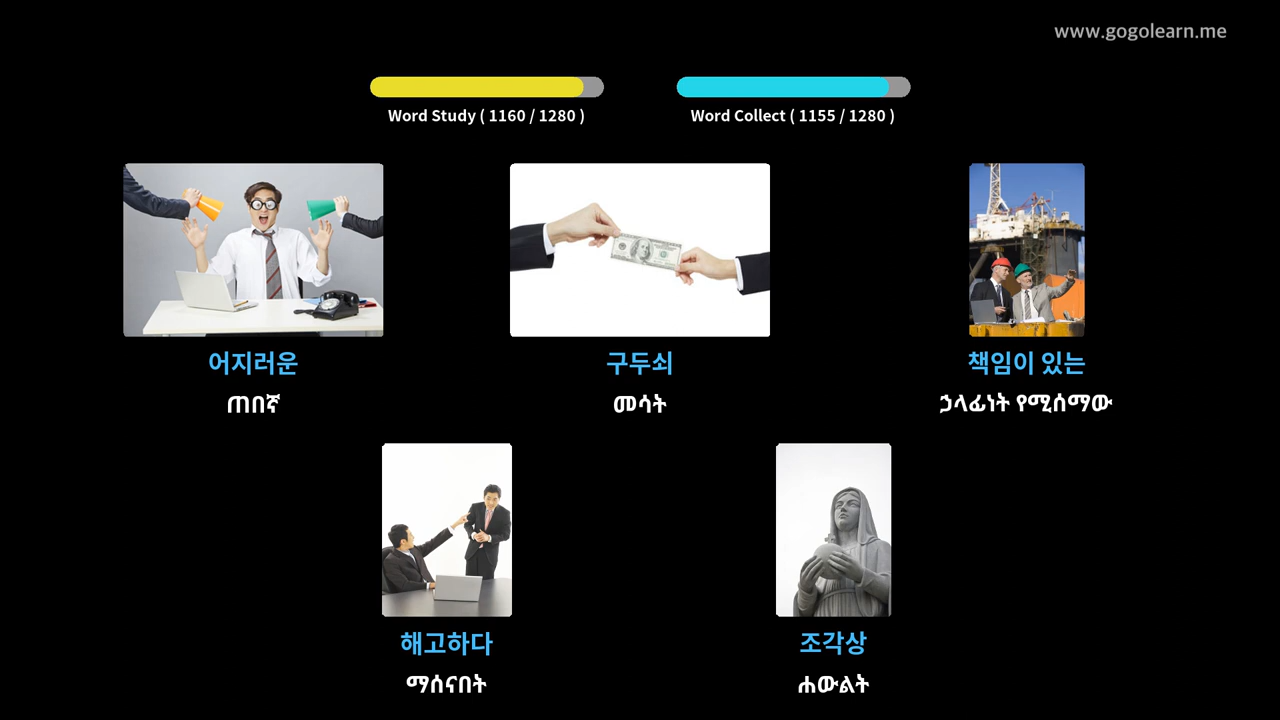 www.gogolearn.me
Word Study ( 1160 / 1280 )
Word Collect ( 1155 / 1280 )
어지러운
ጠበኛ
구두쇠
መሳት
책임이 있는
ኃላፊነት የሚሰማው
해고하다
ማሰናበት
조각상
ሐውልት